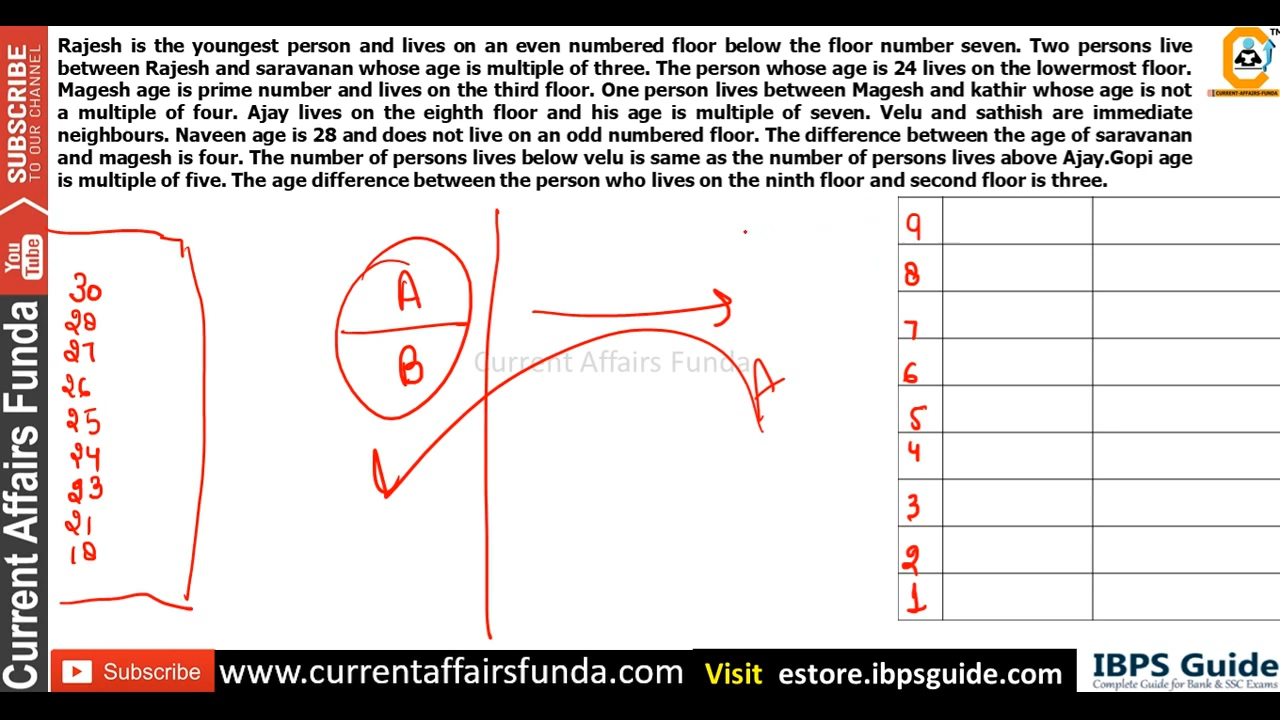 Rajesh is the youngest person and lives on an even numbered floor below the floor number seven. Two persons live
between Rajesh and saravanan whose age is multiple of three. The person whose age is 24 lives on the lowermost floor.
Magesh age is prime number and lives on the third floor. One person lives between Magesh and kathir whose age is not
a multiple of four. Ajay lives on the eighth floor and his age is multiple of seven. Velu and sathish are immediate
neighbours. Naveen age is 28 and does not live on an odd numbered floor. The difference between the age of saravanan
and magesh is four. The number of persons lives below velu is same as the number of persons lives above Ajay.Gopi age
is multiple of five. The age difference between the person who lives on the ninth floor and second floor is three.
TM
CURRENT-AFFAIRS-FUNDA
SUBSCRIBE
TO OUR CHANNEL
You
Tube
Current Affairs Funda
30
28
27
26
25
24
23
21
18
A
B
A
Current Affairs Funda
9
8
7
6
5
4
3
2
1
Subscribe
www.currentaffairsfunda.com
Visit estore.ibpsguide.com
IBPS Guide
Complete Guide for Bank & SSC Exams